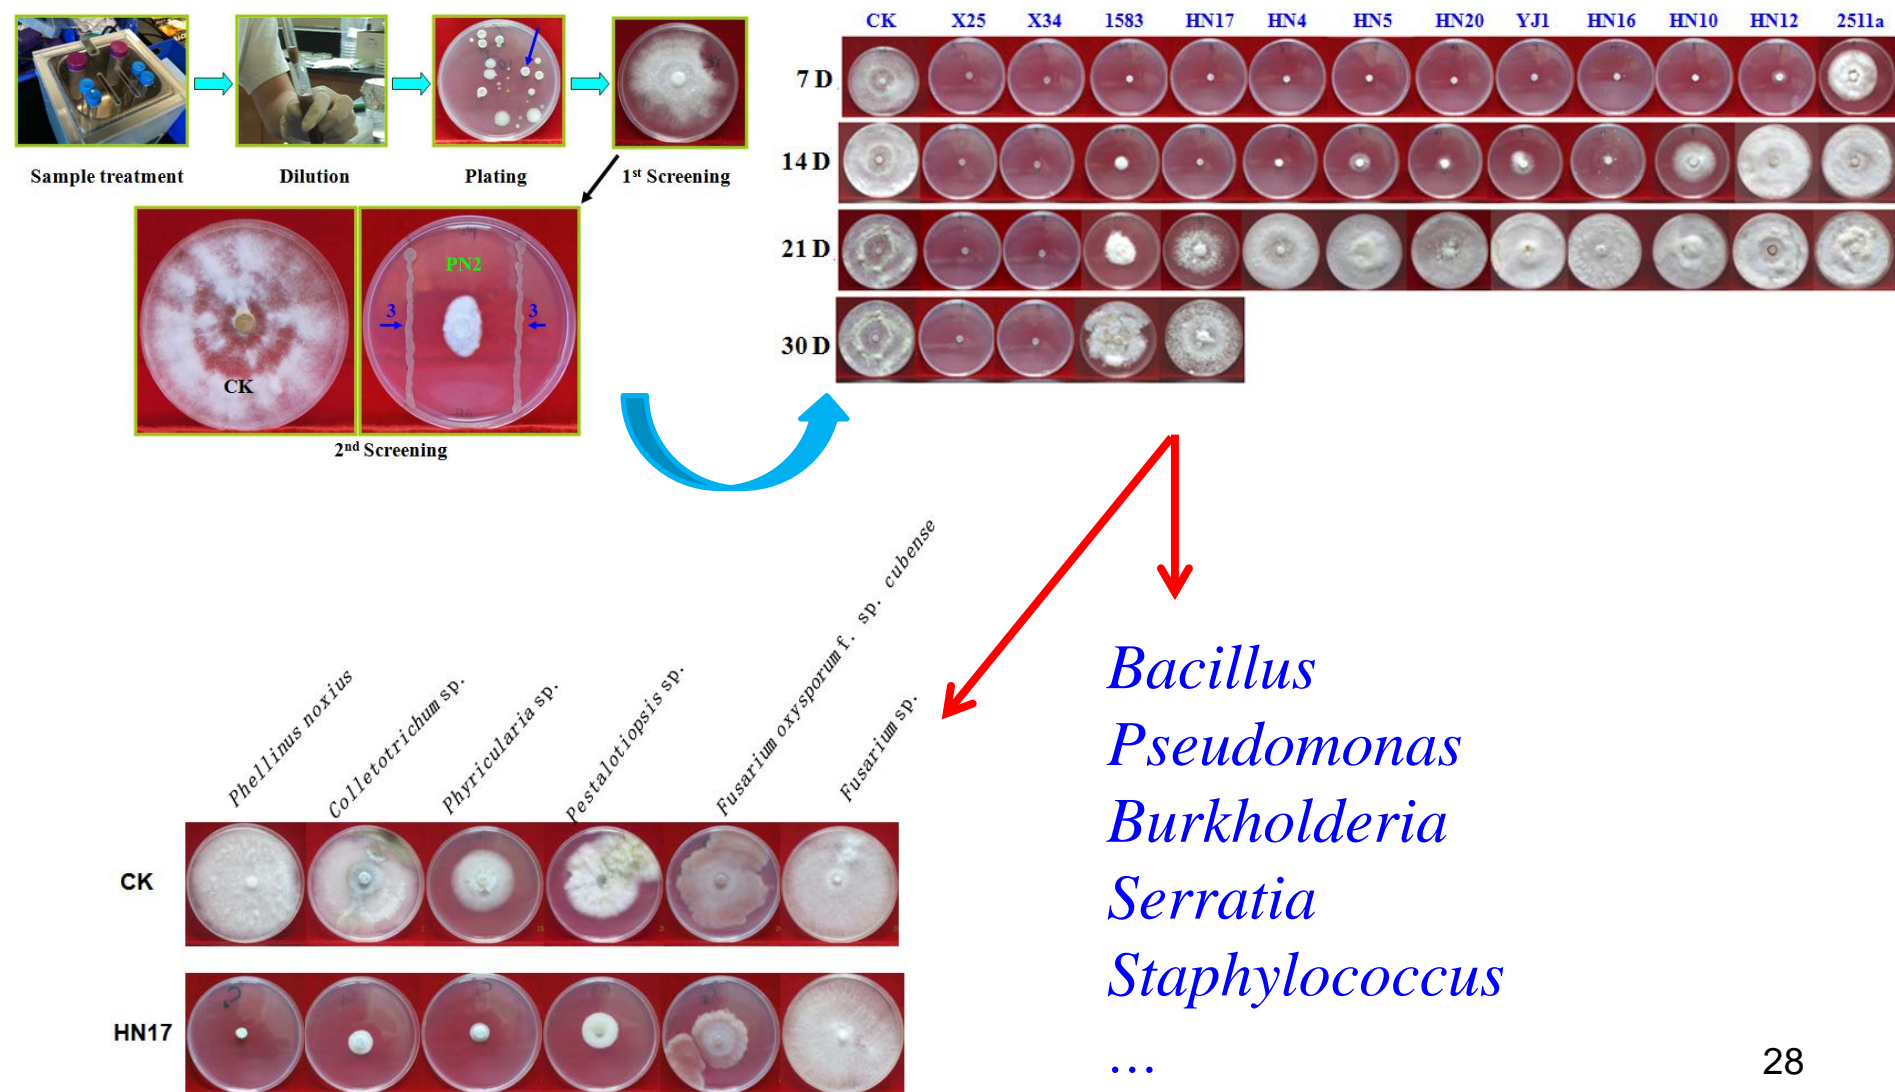 Sample treatment
Dilution
Plating
1st Screening
PN2
3
3
CK
2nd Screening
CK X25 X34 1583 HN17 HN4 HN5 HN20 YJ1 HN16 HN10 HN12 2511a
7 D
14 D
21 D
30 D
Phellinus noxius
Colletotrichum sp.
Phyricularia sp.
Pestalotiopsis sp.
Fusarium oxysporum f. sp. cubense
Fusarium sp.
CK
HN17
Bacillus
Pseudomonas
Burkholderia
Serratia
Staphylococcus
…
28